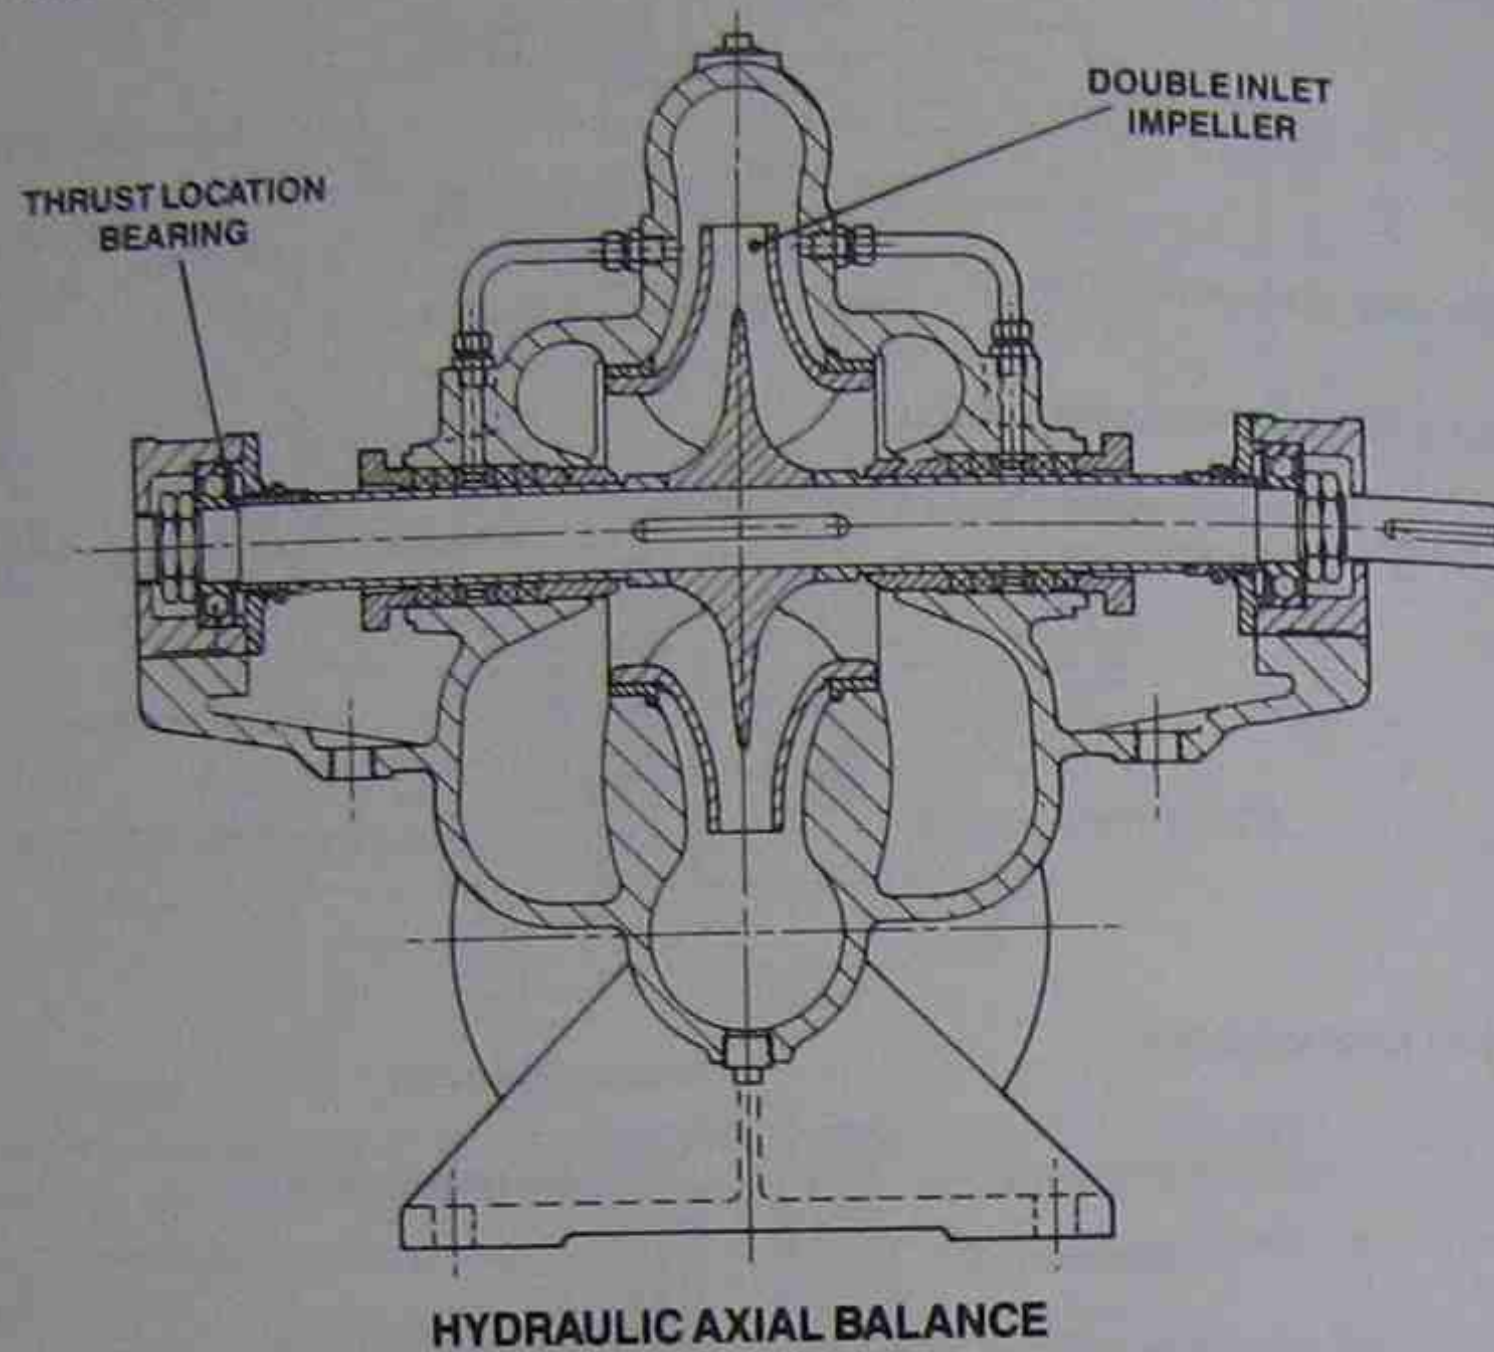 DOUBLE INLET
IMPELLER
THRUST LOCATION
BEARING
HYDRAULIC AXIAL BALANCE